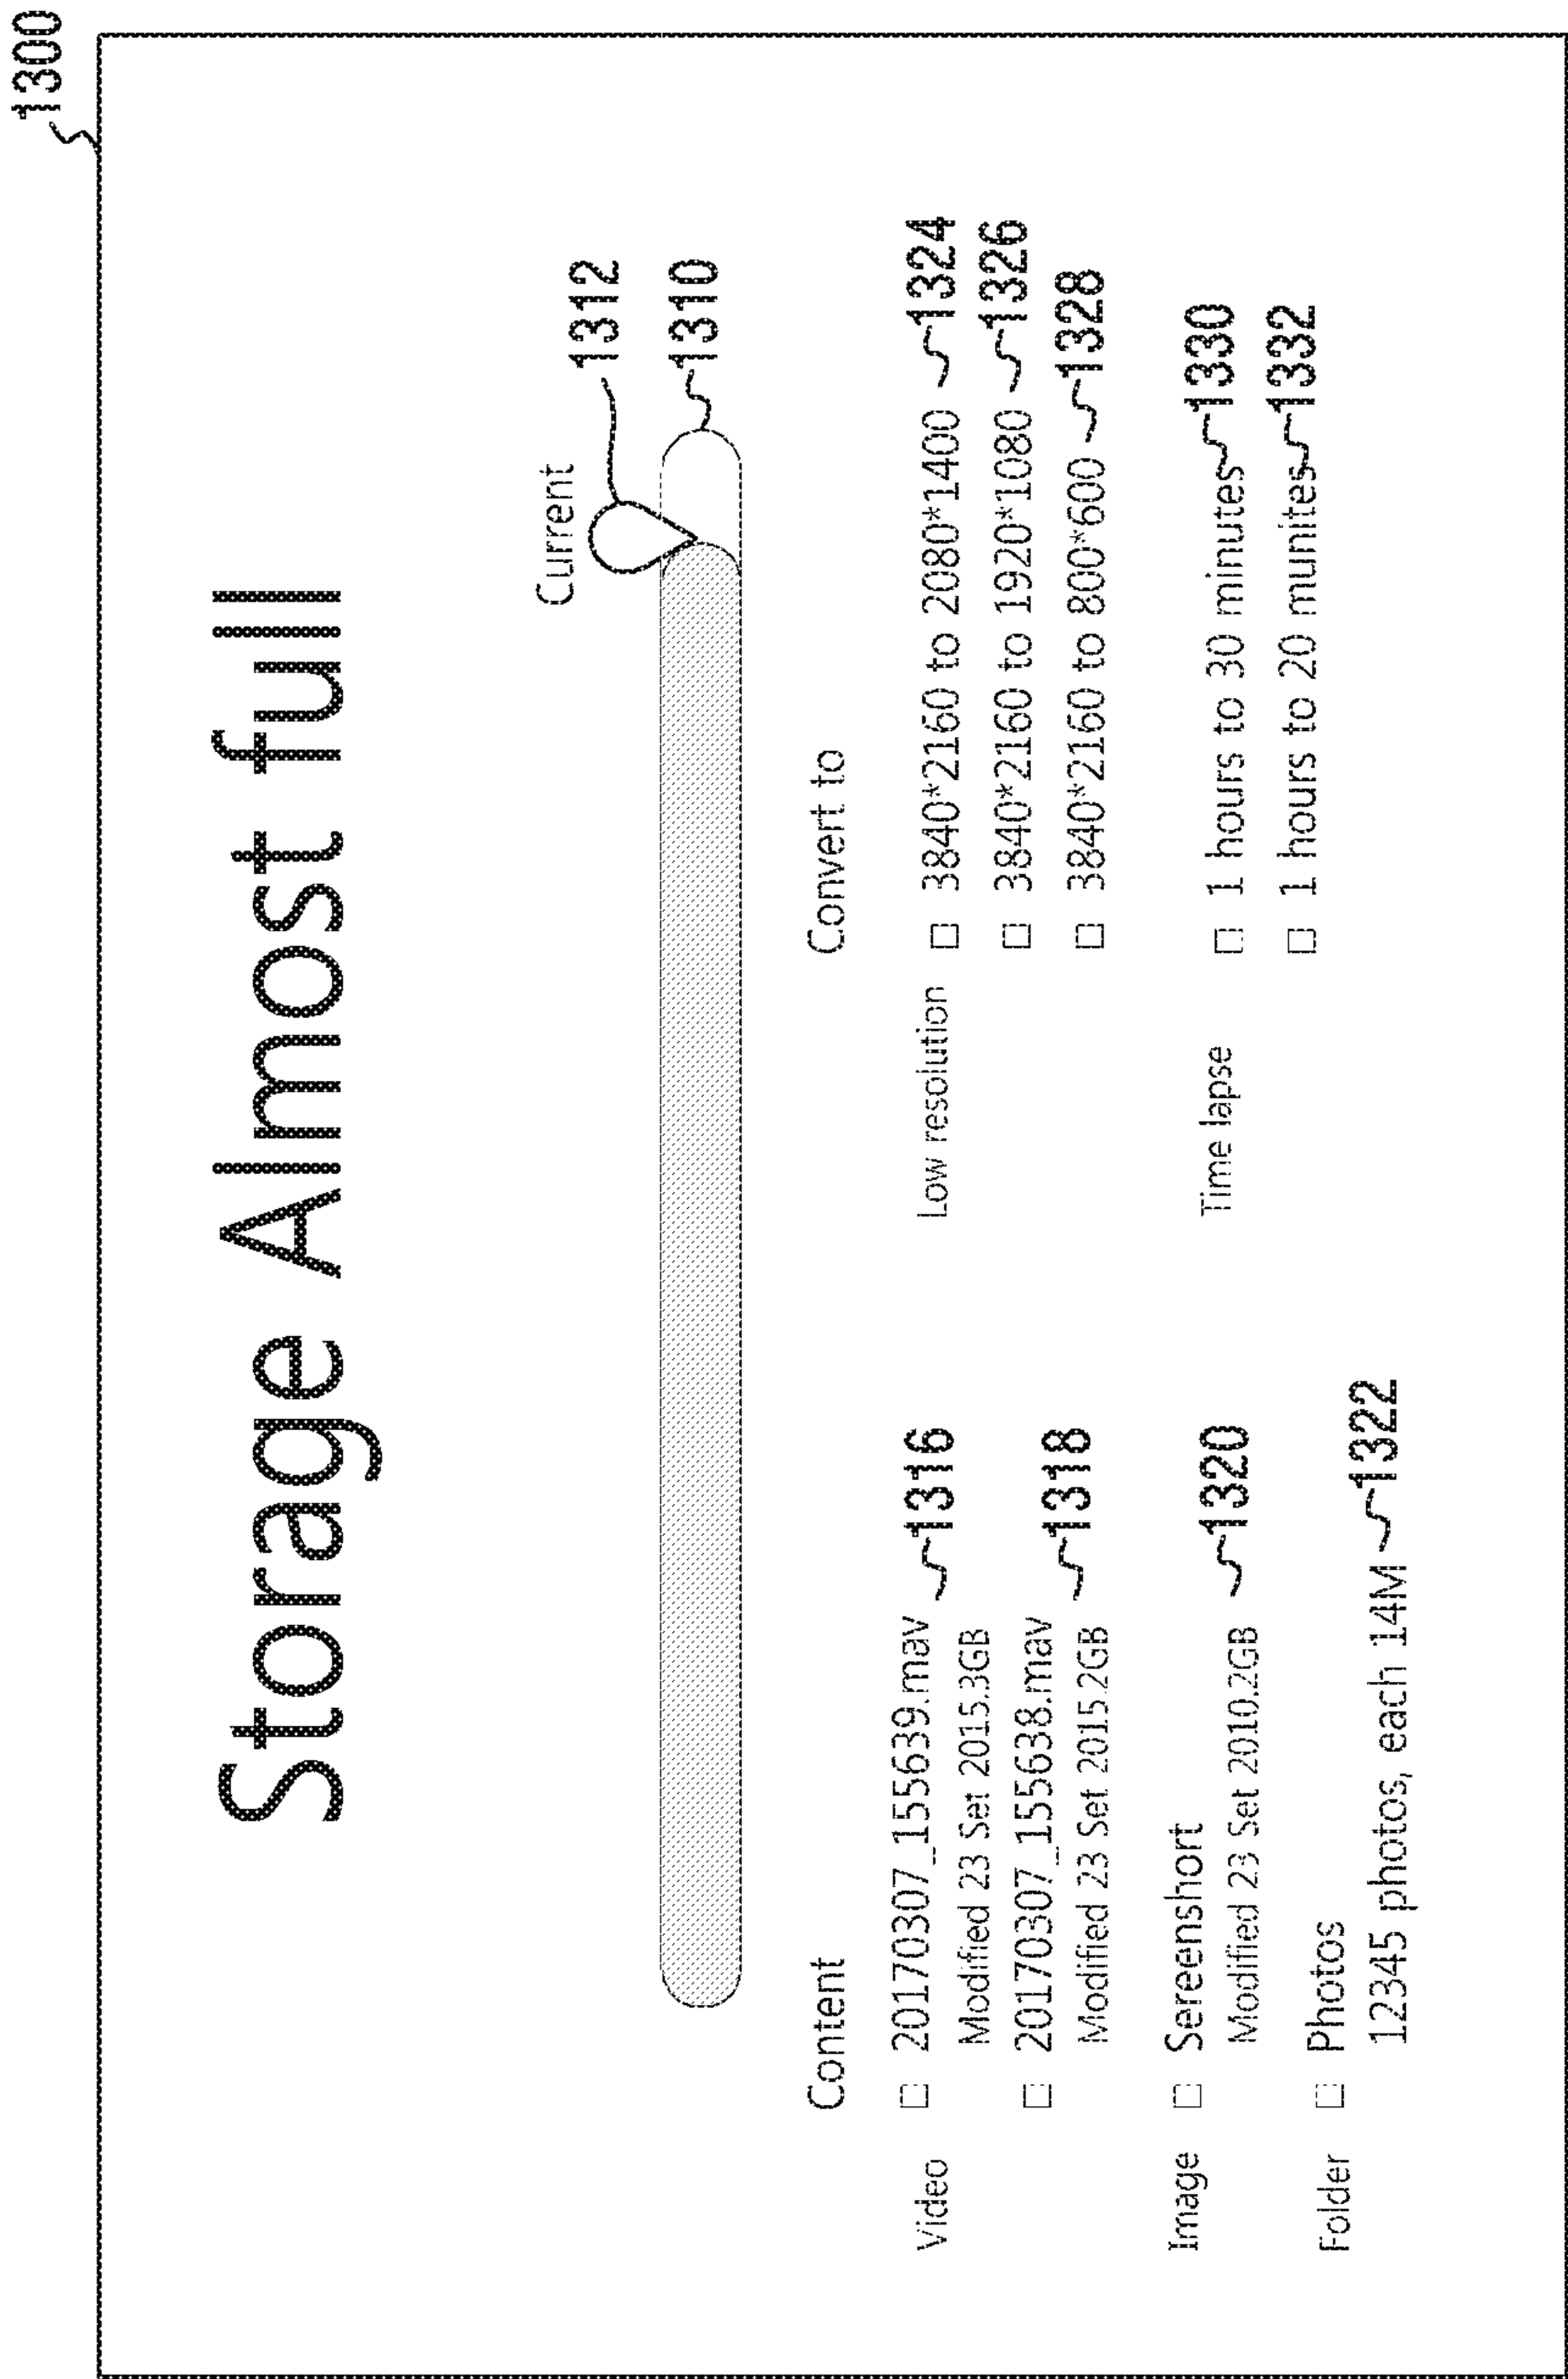 1300
Storage Almost full
Current
1312
1310
Content
Convert to
Video
20170307_155639.mav 1316
Modified 23 Set 2015.3GB
20170307_155638.mav 1318
Modified 23 Set 2015.2GB
Image
Sereenshort 1320
Modified 23 Set 2010.2GB
Folder
Photos
12345 photos, each 14M 1322
Low resolution
3840*2160 to 2080*1400 1324
3840*2160 to 1920*1080 1326
3840*2160 to 800*600 1328
Time lapse
1 hours to 30 minutes 1330
1 hours to 20 munites 1332